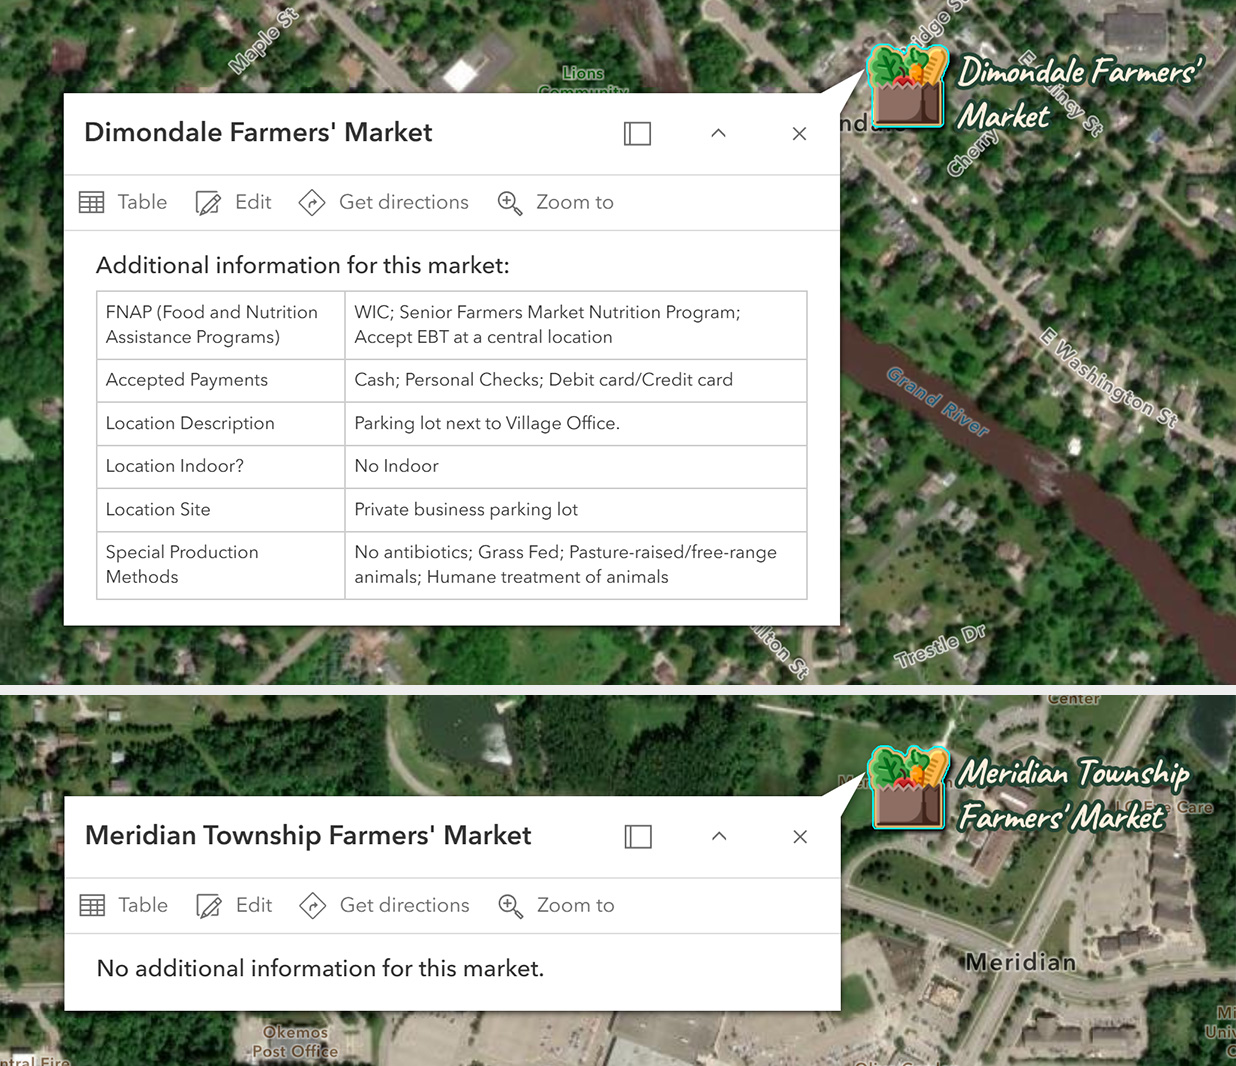 Maple St
Lions
Community
ridge St
Dimondale Farmers'
Market
E
uincy St
Cherry
nd
Dimondale Farmers' Market
Table
Edit
Get directions
Zoom to
Additional information for this market:
FNAP (Food and Nutrition
Assistance Programs)
WIC; Senior Farmers Market Nutrition Program;
Accept EBT at a central location
Accepted Payments
Cash; Personal Checks; Debit card/Credit card
Location Description
Parking lot next to Village Office.
Location Indoor?
No Indoor
Location Site
Private business parking lot
Special Production
Methods
No antibiotics; Grass Fed; Pasture-raised/free-range
animals; Humane treatment of animals
E Washington St
Grand River
ilton St
Trestle Dr
Center
Meridian Township
Farmers' Market
Eye Care
Meridian Township Farmers' Market
Table
Edit
Get directions
Zoom to
No additional information for this market.
Meridian
Okemos
Post Office
ntral Fire
Mi
Univ